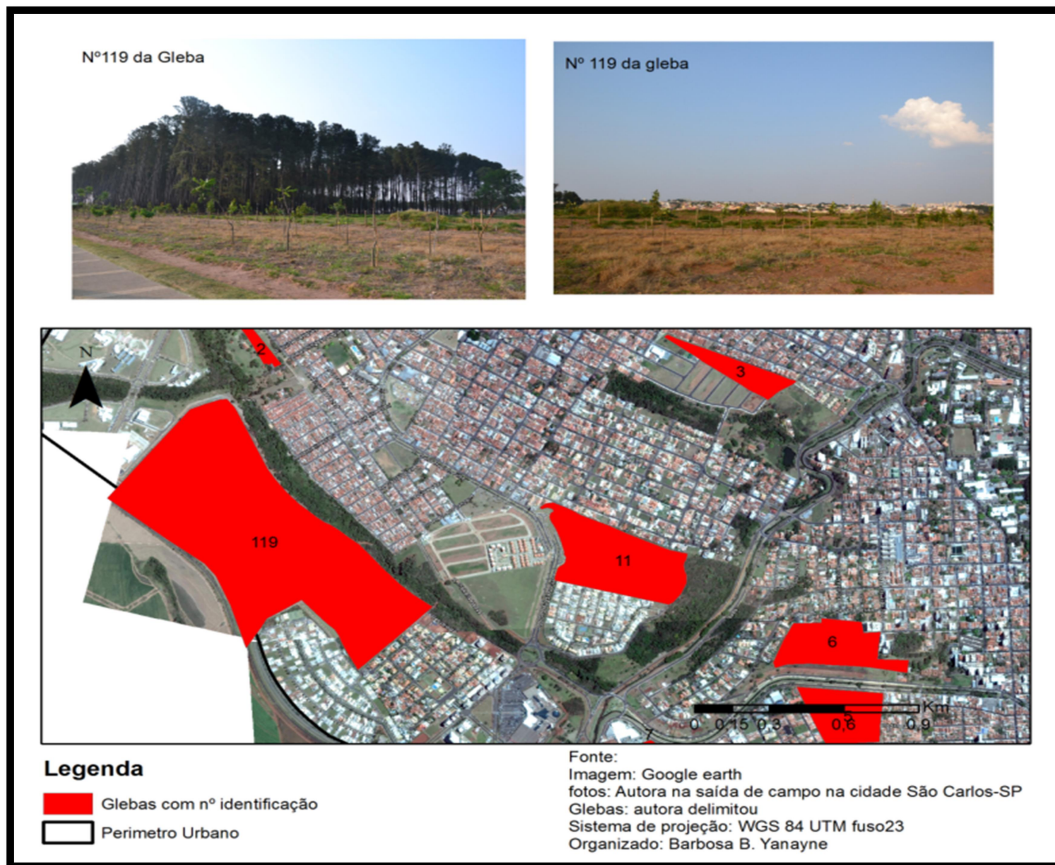 Nº119 da Gleba
Nº 119 da gleba
N
2
3
119
11
6
7
Km
0 0,15 0,3 0,6 0,9
Legenda
Glebas com nº identificação
Perimetro Urbano
Fonte:
Imagem: Google earth
fotos: Autora na saída de campo na cidade São Carlos-SP
Glebas: autora delimitou
Sistema de projeção: WGS 84 UTM fuso23
Organizado: Barbosa B. Yanayne